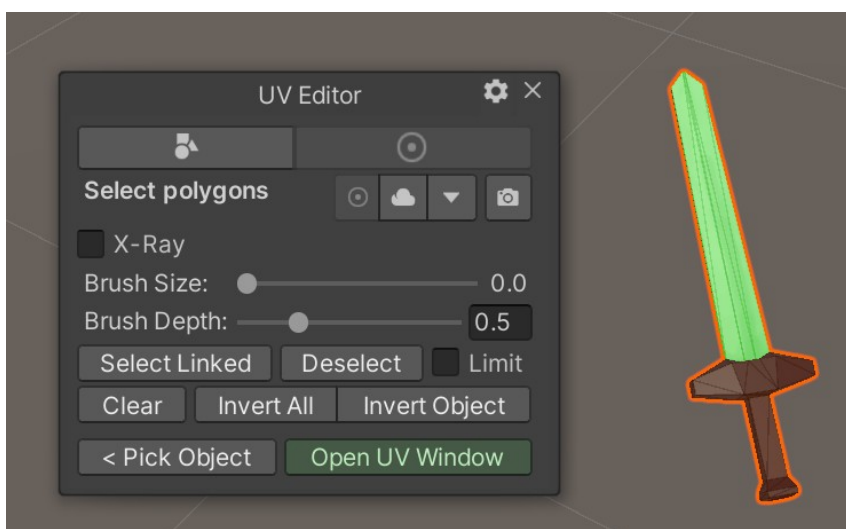 UV Editor
Select polygons
X-Ray
Brush Size: 0.0
Brush Depth: 0.5
Select Linked Deselect Limit
Clear Invert All Invert Object
< Pick Object Open UV Window